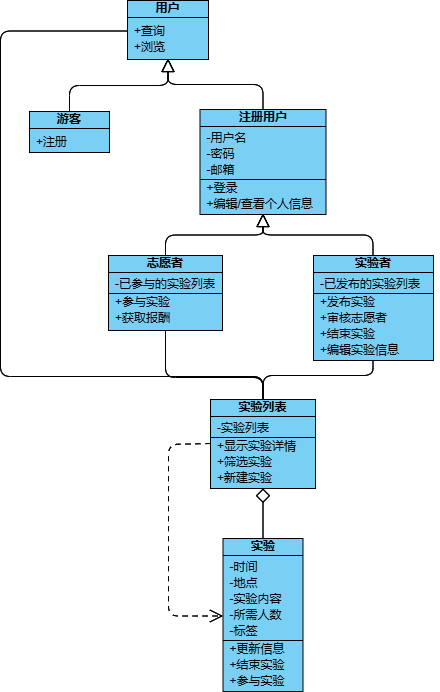 用户
+查询
+浏览
游客
+注册
注册用户
-用户名
-密码
-邮箱
+登录
+编辑/查看个人信息
志愿者
-已参与的实验列表
+参与实验
+获取报酬
实验者
-已发布的实验列表
+发布实验
+审核志愿者
+结束实验
+编辑实验信息
实验列表
-实验列表
+显示实验详情
+筛选实验
+新建实验
实验
-时间
-地点
-实验内容
-所需人数
-标签
+更新信息
+结束实验
+参与实验